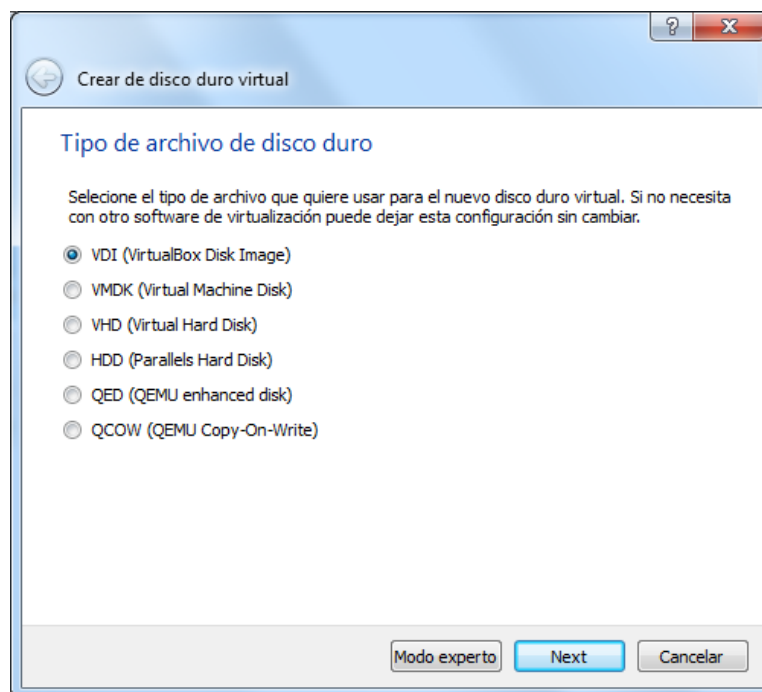 ?
Crear de disco duro virtual
Tipo de archivo de disco duro
Selecione el tipo de archivo que quiere usar para el nuevo disco duro virtual. Si no necesita
con otro software de virtualización puede dejar esta configuración sin cambiar.
VDI (VirtualBox Disk Image)
VMDK (Virtual Machine Disk)
VHD (Virtual Hard Disk)
HDD (Parallels Hard Disk)
QED (QEMU enhanced disk)
QCOW (QEMU Copy-On-Write)
Modo experto Next Cancelar